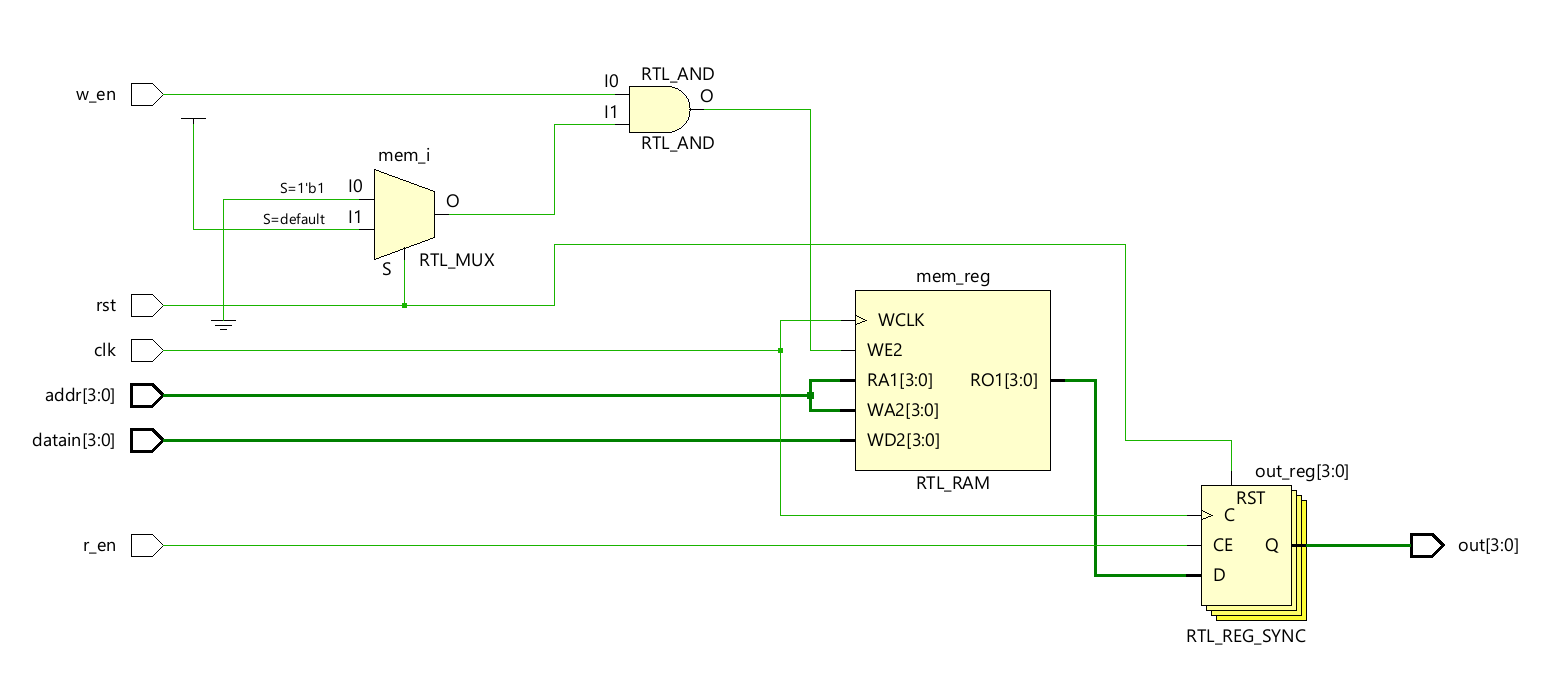 RTL_AND
I0
w_en
O
I1
RTL_AND
mem_i
S=1'b1
I0
O
S=default
I1
S
RTL_MUX
mem_reg
rst
WCLK
clk
WE2
addr[3:0]
RA1[3:0]
RO1[3:0]
WA2[3:0]
datain[3:0]
WD2[3:0]
RTL_RAM
out_reg[3:0]
RST
C
r_en
CE
Q
out[3:0]
D
RTL_REG_SYNC